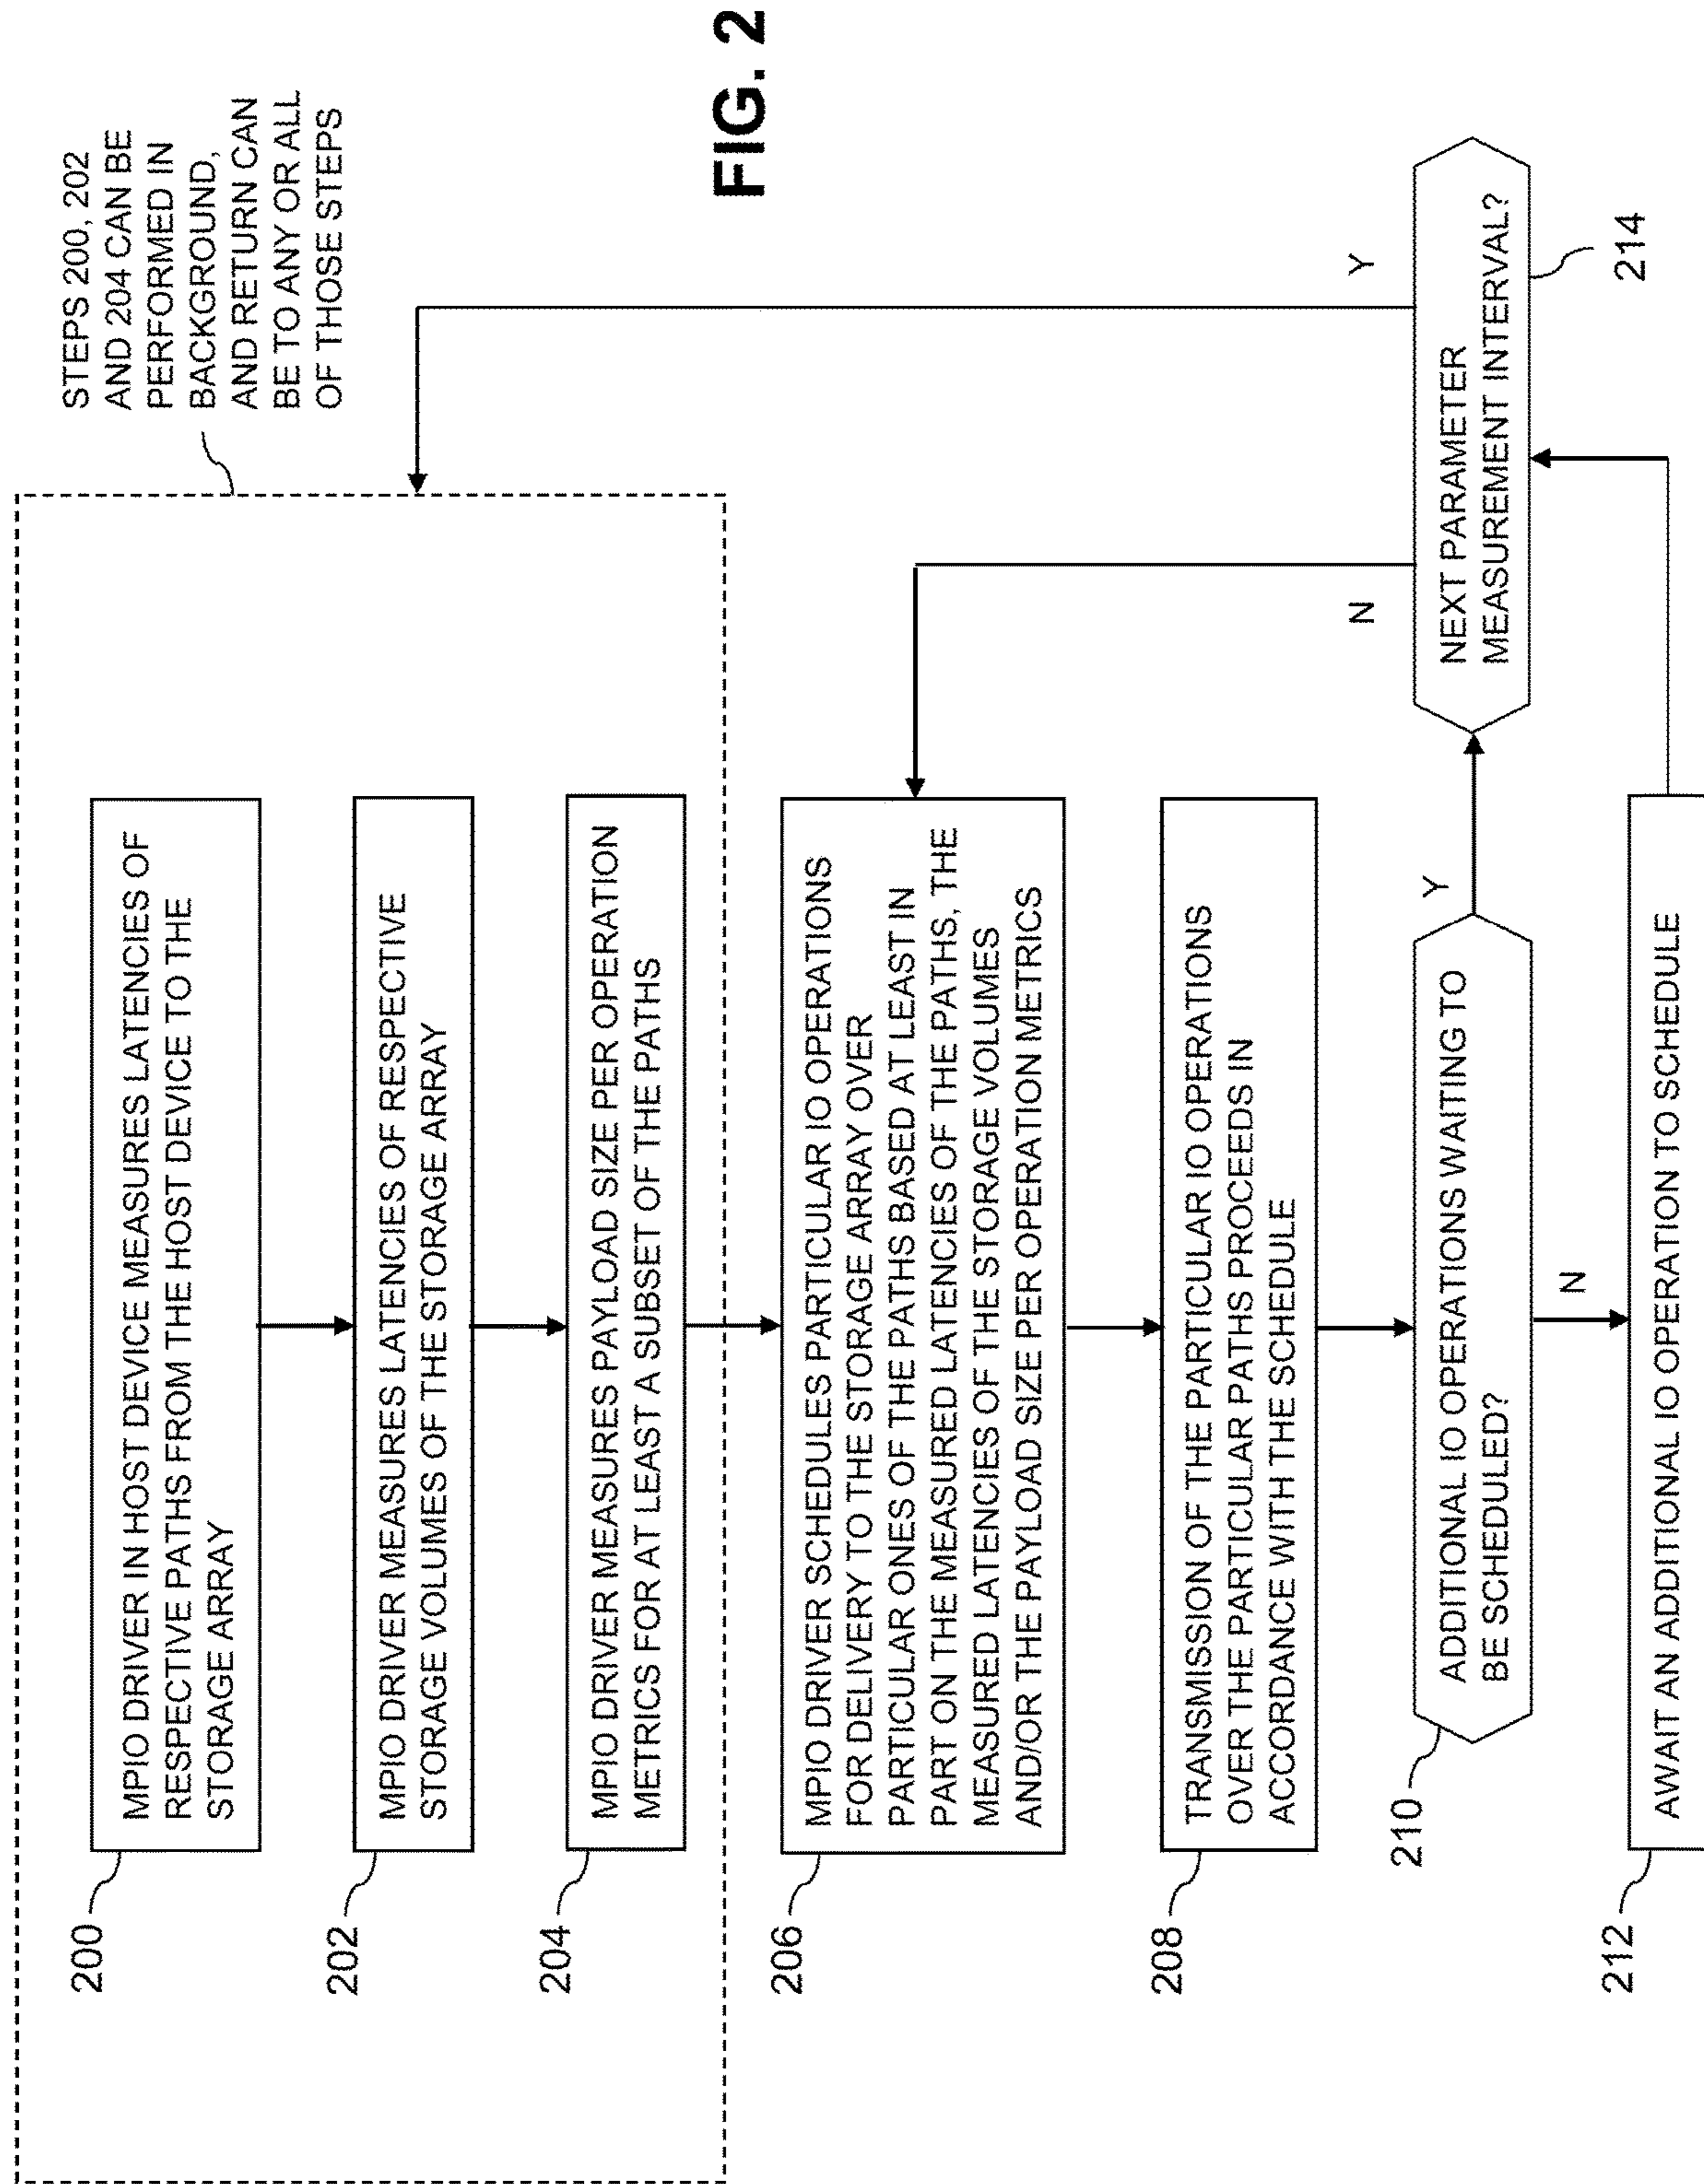 200
MPIO DRIVER IN HOST DEVICE MEASURES LATENCIES OF
RESPECTIVE PATHS FROM THE HOST DEVICE TO THE
STORAGE ARRAY
STEPS 200, 202
AND 204 CAN BE
PERFORMED IN
BACKGROUND,
AND RETURN CAN
BE TO ANY OR ALL
OF THOSE STEPS
202
MPIO DRIVER MEASURES LATENCIES OF RESPECTIVE
STORAGE VOLUMES OF THE STORAGE ARRAY
204
MPIO DRIVER MEASURES PAYLOAD SIZE PER OPERATION
METRICS FOR AT LEAST A SUBSET OF THE PATHS
206
MPIO DRIVER SCHEDULES PARTICULAR IO OPERATIONS
FOR DELIVERY TO THE STORAGE ARRAY OVER
PARTICULAR ONES OF THE PATHS BASED AT LEAST IN
PART ON THE MEASURED LATENCIES OF THE PATHS, THE
MEASURED LATENCIES OF THE STORAGE VOLUMES
AND/OR THE PAYLOAD SIZE PER OPERATION METRICS
208
TRANSMISSION OF THE PARTICULAR IO OPERATIONS
OVER THE PARTICULAR PATHS PROCEEDS IN
ACCORDANCE WITH THE SCHEDULE
210
ADDITIONAL IO OPERATIONS WAITING TO
BE SCHEDULED?
Y
N
NEXT PARAMETER
MEASUREMENT INTERVAL?
N
Y
214
212
AWAIT AN ADDITIONAL IO OPERATION TO SCHEDULE
FIG. 2